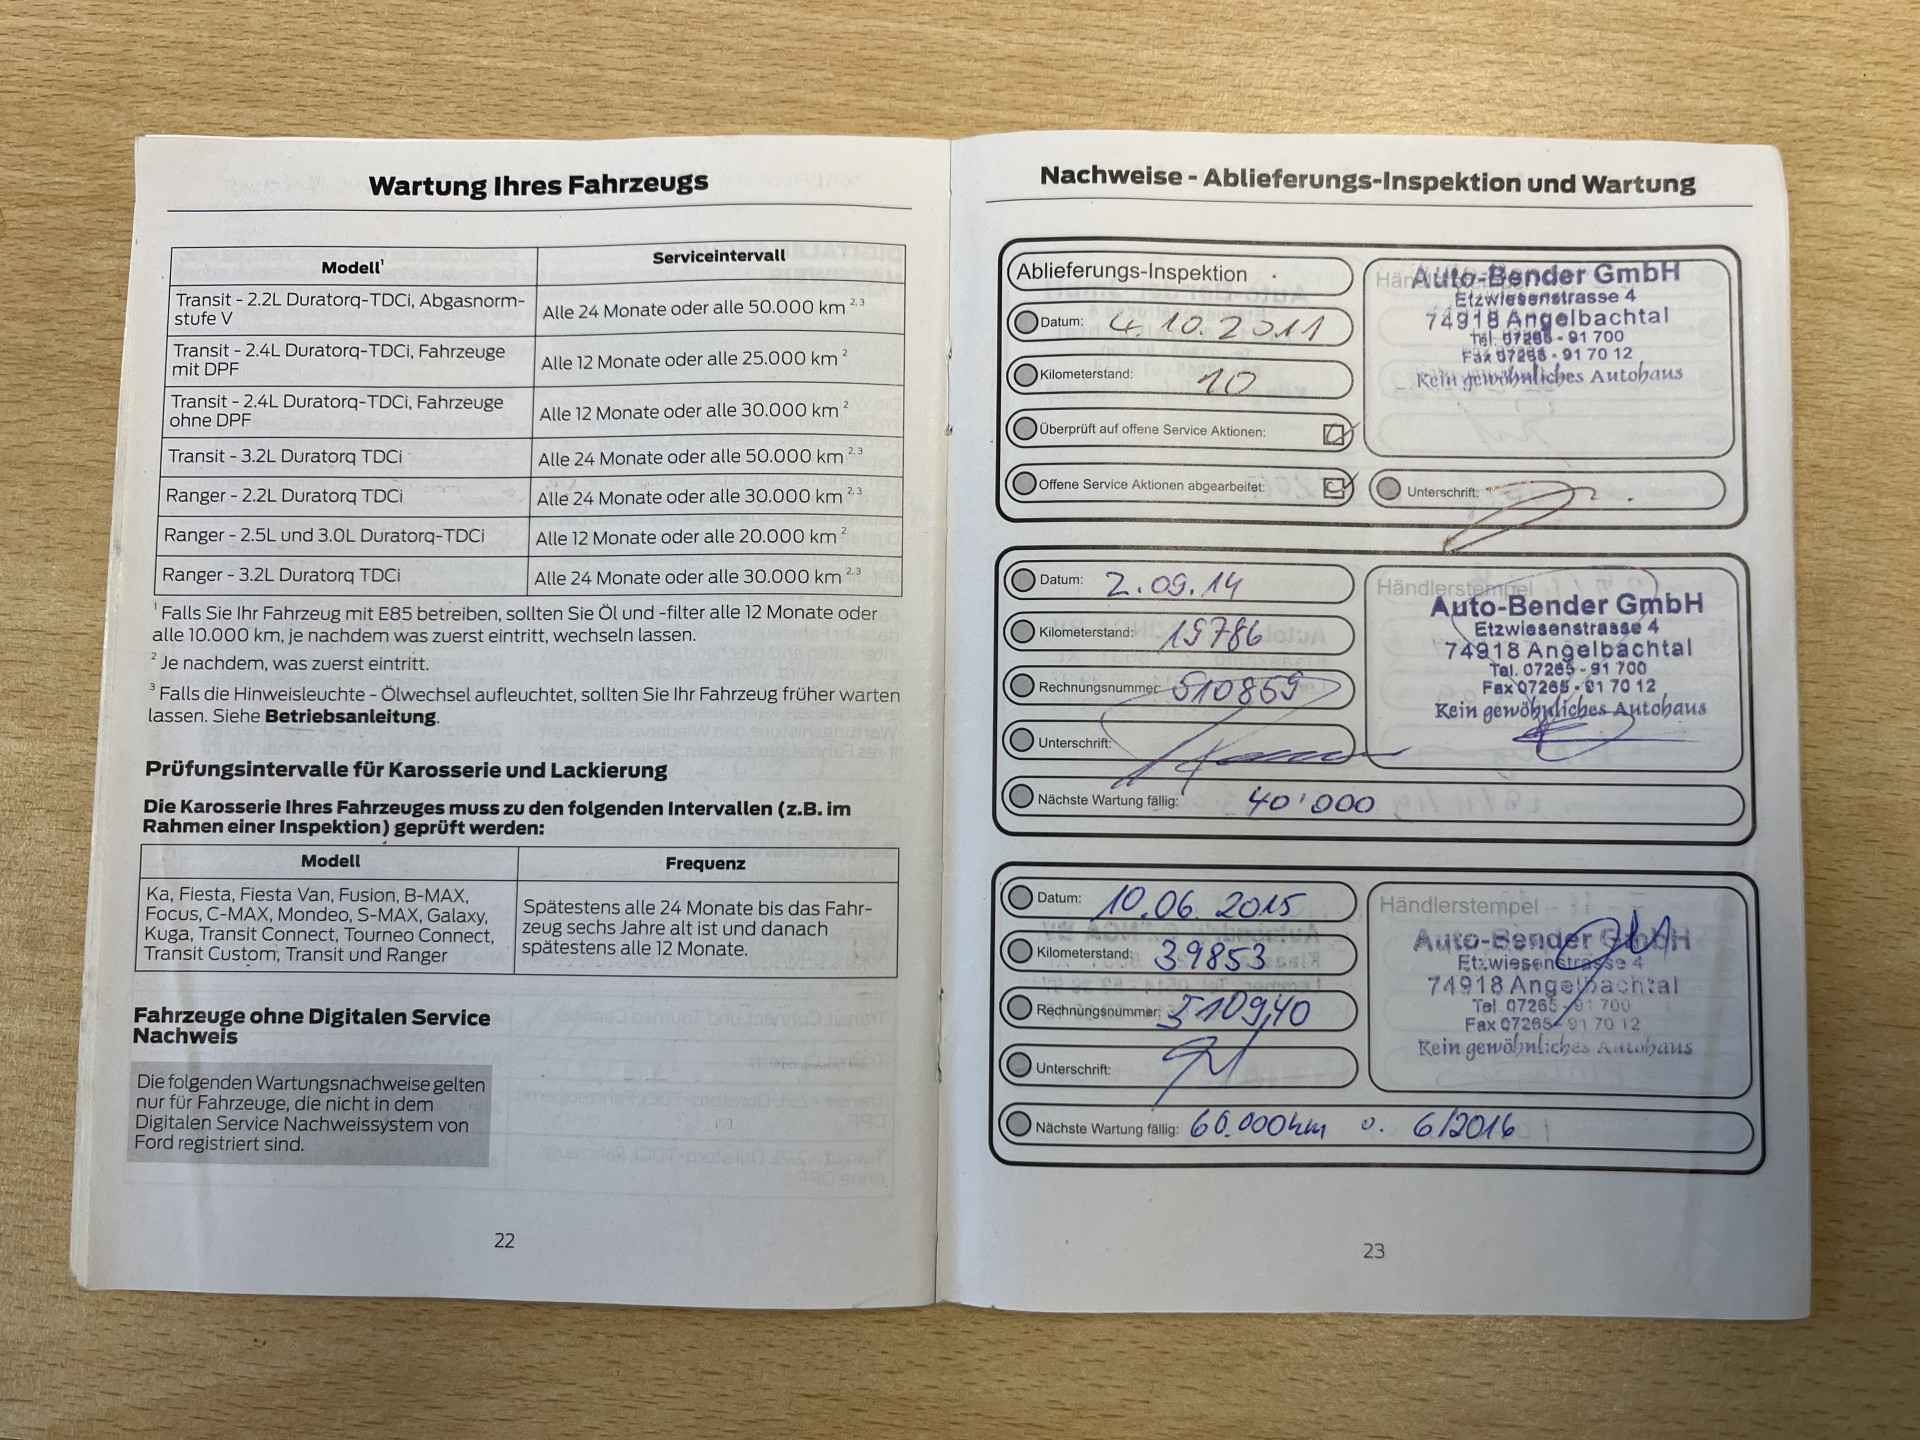 Wartung Ihres Fahrzeugs
Modell¹ Serviceintervall
Transit - 2.2L Duratorq-TDCi, Abgasnorm-
stufe V
Alle 24 Monate oder alle 50.000 km ²,³
Transit - 2.4L Duratorq-TDCi, Fahrzeuge
mit DPF
Alle 12 Monate oder alle 25.000 km ²
Transit - 2.4L Duratorq-TDCi, Fahrzeuge
ohne DPF
Alle 12 Monate oder alle 30.000 km ²
Transit - 3.2L Duratorq TDCi Alle 24 Monate oder alle 50.000 km ²,³
Ranger - 2.2L Duratorq TDCi Alle 24 Monate oder alle 30.000 km ²,³
Ranger - 2.5L und 3.0L Duratorq-TDCi Alle 12 Monate oder alle 20.000 km ²
Ranger - 3.2L Duratorq TDCi Alle 24 Monate oder alle 30.000 km ²,³
¹ Falls Sie Ihr Fahrzeug mit E85 betreiben, sollten Sie Öl und -filter alle 12 Monate oder
alle 10.000 km, je nachdem was zuerst eintritt, wechseln lassen.
² Je nachdem, was zuerst eintritt.
³ Falls die Hinweisleuchte - Ölwechsel aufleuchtet, sollten Sie Ihr Fahrzeug früher warten
lassen. Siehe Betriebsanleitung.
Prüfungsintervalle für Karosserie und Lackierung
Die Karosserie Ihres Fahrzeuges muss zu den folgenden Intervallen (z.B. im
Rahmen einer Inspektion) geprüft werden:
Modell Frequenz
Ka, Fiesta, Fiesta Van, Fusion, B-MAX,
Focus, C-MAX, Mondeo, S-MAX, Galaxy,
Kuga, Transit Connect, Tourneo Connect,
Transit Custom, Transit und Ranger
Spätestens alle 24 Monate bis das Fahr-
zeug sechs Jahre alt ist und danach
spätestens alle 12 Monate.
Fahrzeuge ohne Digitalen Service
Nachweis
Die folgenden Wartungsnachweise gelten
nur für Fahrzeuge, die nicht in dem
Digitalen Service Nachweissystem von
Ford registriert sind.
22
Nachweise - Ablieferungs-Inspektion und Wartung
Ablieferungs-Inspektion
Datum: 4.10.2011
Kilometerstand: 10
Überprüft auf offene Service Aktionen:
Offene Service Aktionen abgearbeitet:
Auto-Bender GmbH
Etzwiesenstrasse 4
74918 Angelbachtal
Tel. 07265 - 91 700
Fax 07265 - 91 70 12
Kein gewöhnliches Autohaus
Unterschrift:
Datum: 2.09.14
Kilometerstand: 19786
Rechnungsnummer: 510859
Unterschrift:
Nächste Wartung fällig: 40'000
Händlerstempel
Auto-Bender GmbH
Etzwiesenstrasse 4
74918 Angelbachtal
Tel. 07265 - 91 700
Fax 07265 - 91 70 12
Kein gewöhnliches Autohaus
Datum: 10.06.2015
Kilometerstand: 39853
Rechnungsnummer: 510940
Unterschrift:
Nächste Wartung fällig: 60.000km o. 6/2016
Händlerstempel
Auto-Bender GmbH
Etzwiesenstrasse 4
74918 Angelbachtal
Tel. 07265 - 91 700
Fax 07265 - 91 70 12
Kein gewöhnliches Autohaus
23